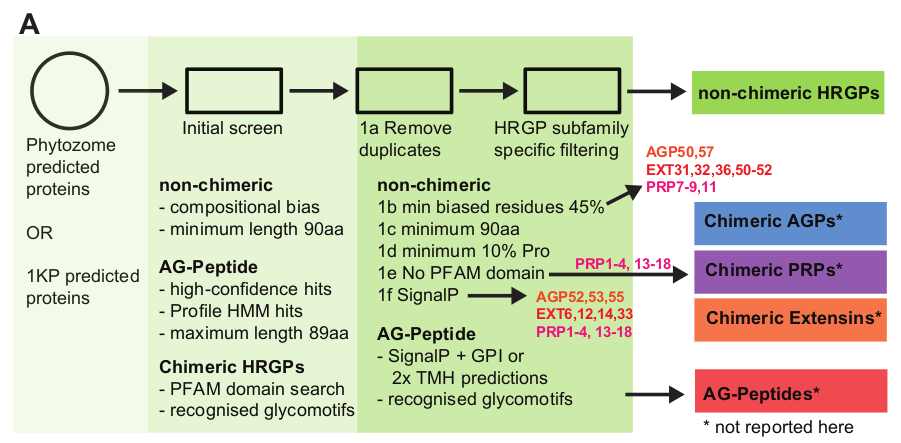 A
Phytozome
predicted
proteins
OR
1KP predicted
proteins
Initial screen
non-chimeric
- compositional bias
- minimum length 90aa
AG-Peptide
- high-confidence hits
- Profile HMM hits
- maximum length 89aa
Chimeric HRGPs
- PFAM domain search
- recognised glycomotifs
1a Remove
duplicates
HRGP subfamily
specific filtering
non-chimeric
1b min biased residues 45%
1c minimum 90aa
1d minimum 10% Pro
1e No PFAM domain
1f SignalP
AG-Peptide
- SignalP + GPI or
2x TMH predictions
- recognised glycomotifs
AGP52,53,55
EXT6,12,14,33
PRP1-4, 13-18
PRP1-4, 13-18
non-chimeric HRGPs
AGP50,57
EXT31,32,36,50-52
PRP7-9,11
Chimeric AGPs*
Chimeric PRPs*
Chimeric Extensins*
AG-Peptides*
* not reported here